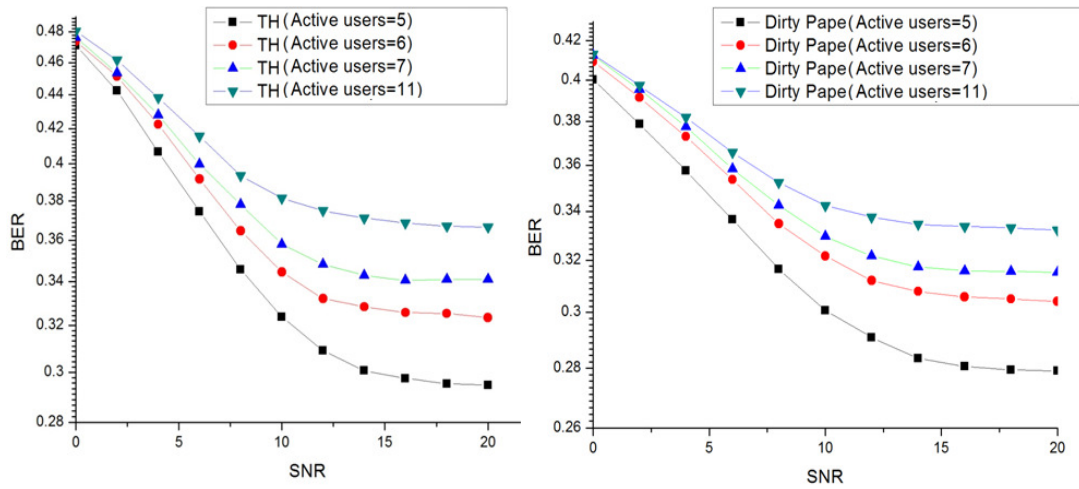 TH (Active users=5)
TH (Active users=6)
TH (Active users=7)
TH (Active users=11)
0.48
0.46
0.44
0.42
0.4
0.38
0.36
0.34
0.32
0.3
0.28
BER
0
5
10
15
20
SNR
Dirty Pape(Active users=5)
Dirty Pape(Active users=6)
Dirty Pape(Active users=7)
Dirty Pape(Active users=11)
0.42
0.4
0.38
0.36
0.34
0.32
0.3
0.28
0.26
BER
0
5
10
15
20
SNR